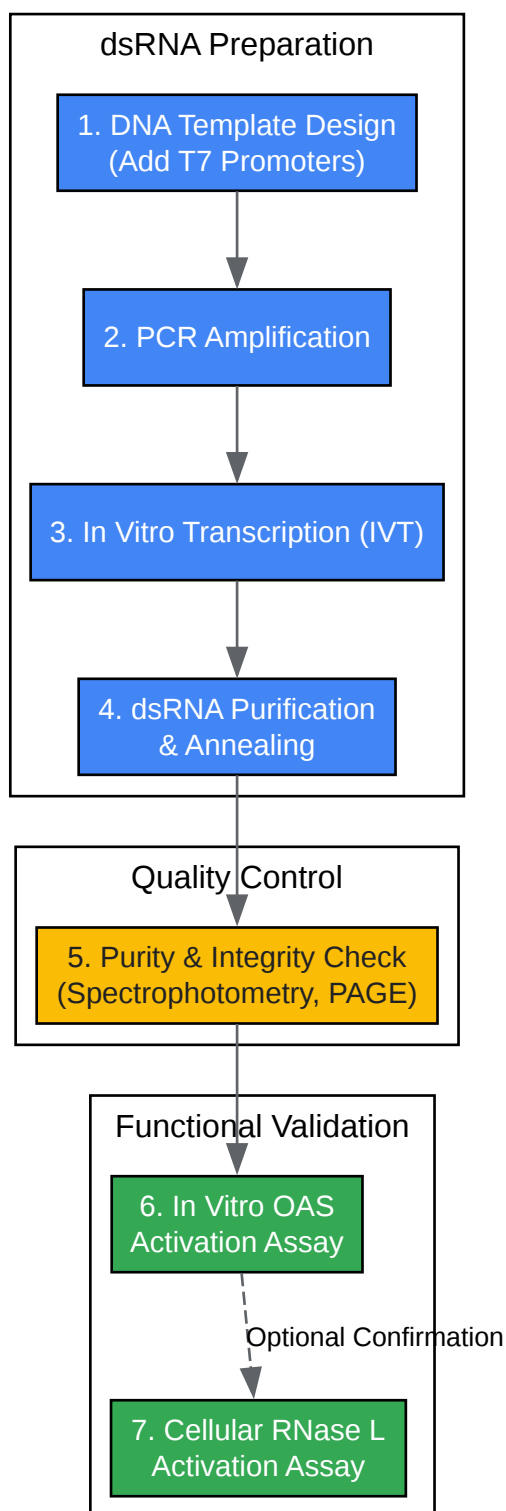 dsRNA Preparation
1. DNA Template Design
(Add T7 Promoters)
2. PCR Amplification
3. In Vitro Transcription (IVT)
4. dsRNA Purification
& Annealing
Quality Control
5. Purity & Integrity Check
(Spectrophotometry, PAGE)
Functional Validation
6. In Vitro OAS
Activation Assay
Optional Confirmation
7. Cellular RNase L
Activation Assay